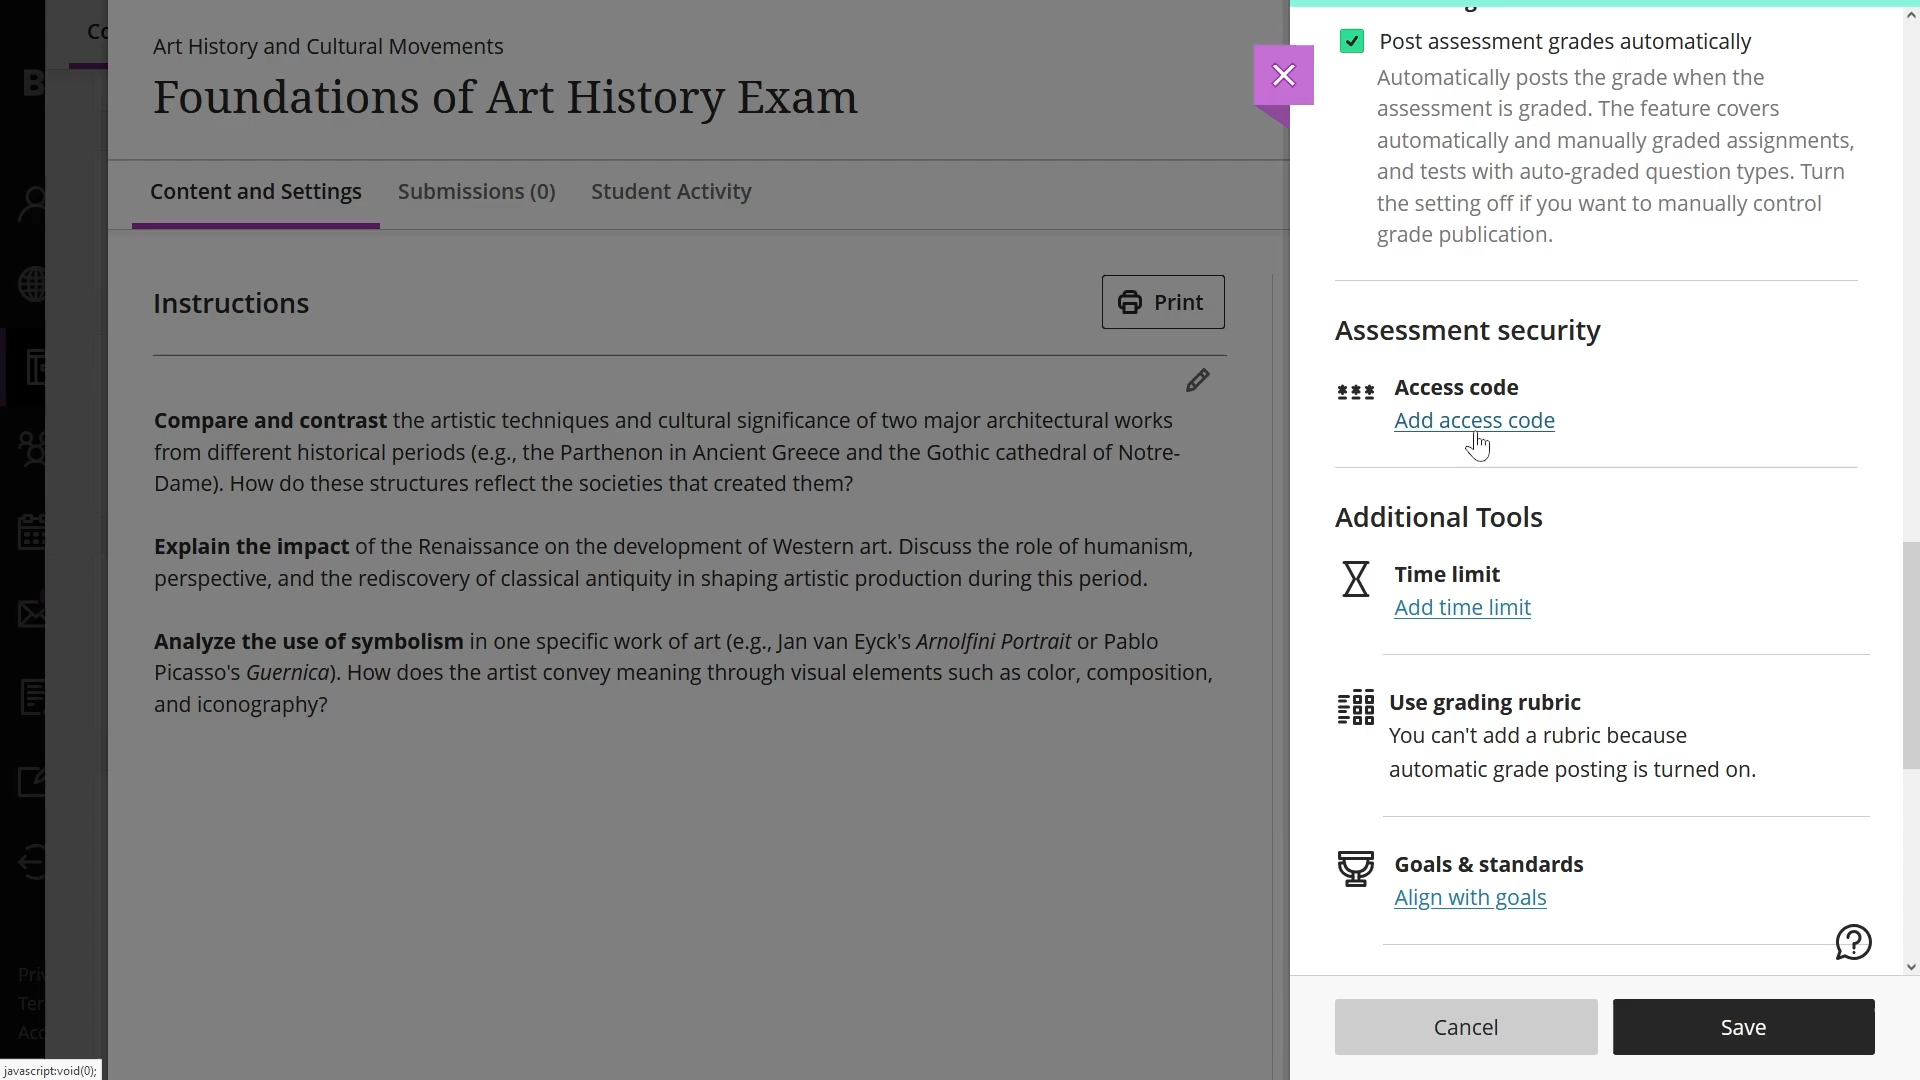 Art History and Cultural Movements
Foundations of Art History Exam
Content and Settings
Submissions (0)
Student Activity
Instructions
Print
Compare and contrast the artistic techniques and cultural significance of two major architectural works
from different historical periods (e.g., the Parthenon in Ancient Greece and the Gothic cathedral of Notre-
Dame). How do these structures reflect the societies that created them?
Explain the impact of the Renaissance on the development of Western art. Discuss the role of humanism,
perspective, and the rediscovery of classical antiquity in shaping artistic production during this period.
Analyze the use of symbolism in one specific work of art (e.g., Jan van Eyck's Arnolfini Portrait or Pablo
Picasso's Guernica). How does the artist convey meaning through visual elements such as color, composition,
and iconography?
javascript:void(0);
Post assessment grades automatically
Automatically posts the grade when the
assessment is graded. The feature covers
automatically and manually graded assignments,
and tests with auto-graded question types. Turn
the setting off if you want to manually control
grade publication.
Assessment security
Access code
Add access code
Additional Tools
Time limit
Add time limit
Use grading rubric
You can't add a rubric because
automatic grade posting is turned on.
Goals & standards
Align with goals
Cancel
Save